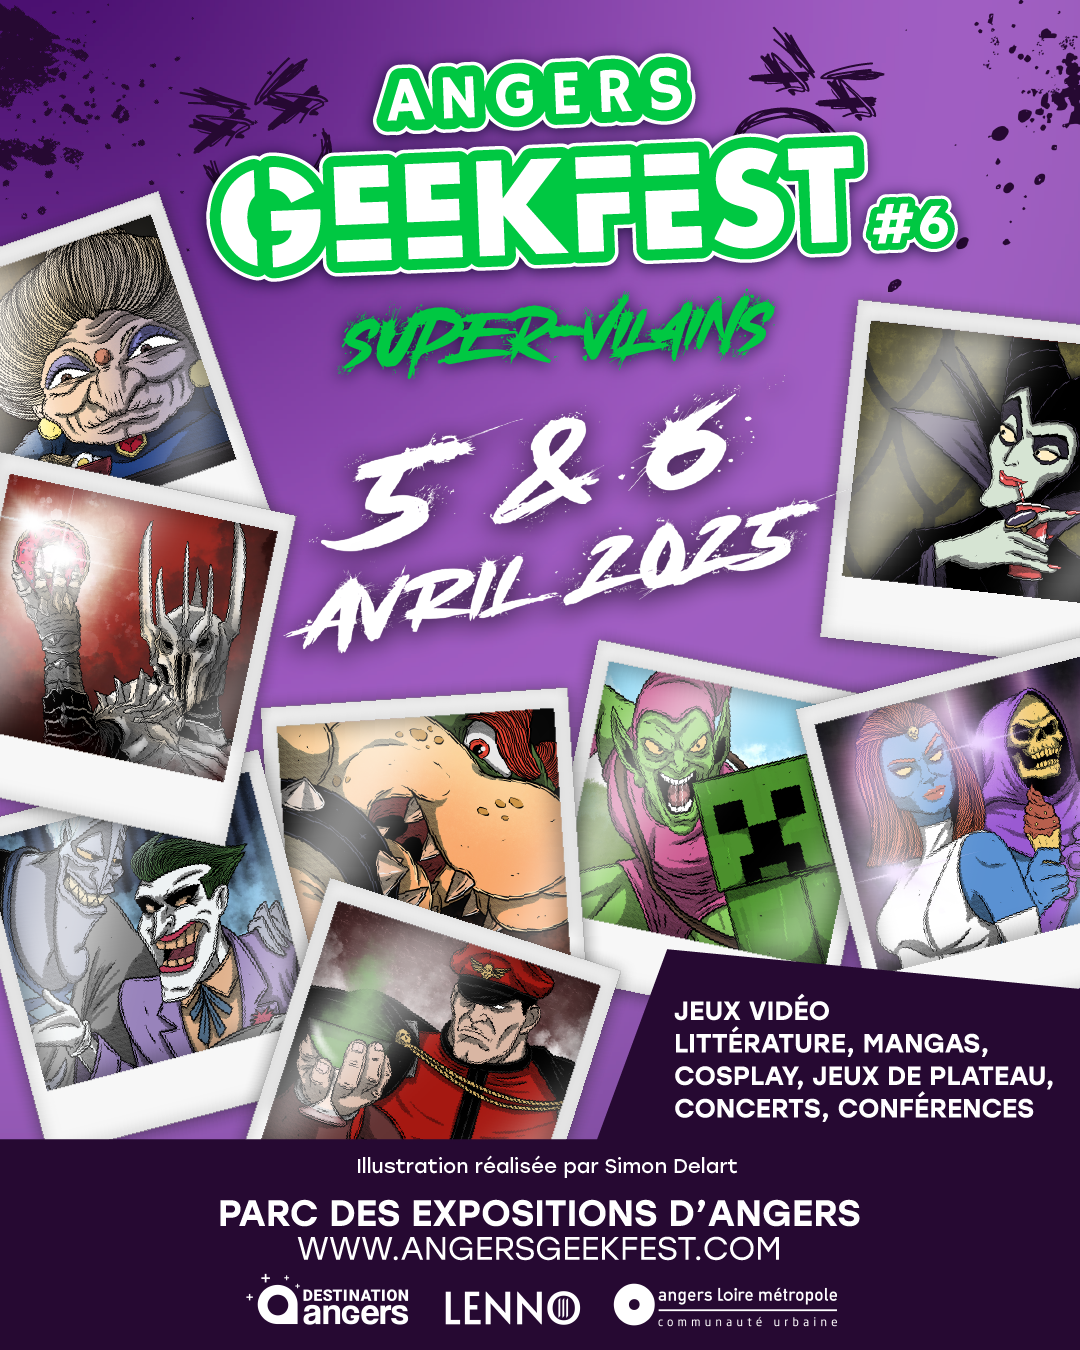 ANGERS
GEEKFEST #6
SUPER-VILAINS
5 & 6
AVRIL 2025
JEUX VIDÉO
LITTÉRATURE, MANGAS,
COSPLAY, JEUX DE PLATEAU,
CONCERTS, CONFÉRENCES
Illustration réalisée par Simon Delart
PARC DES EXPOSITIONS D’ANGERS
WWW.ANGERSGEEKFEST.COM
DESTINATION
angers
LENNO
angers Loire métropole
communauté urbaine